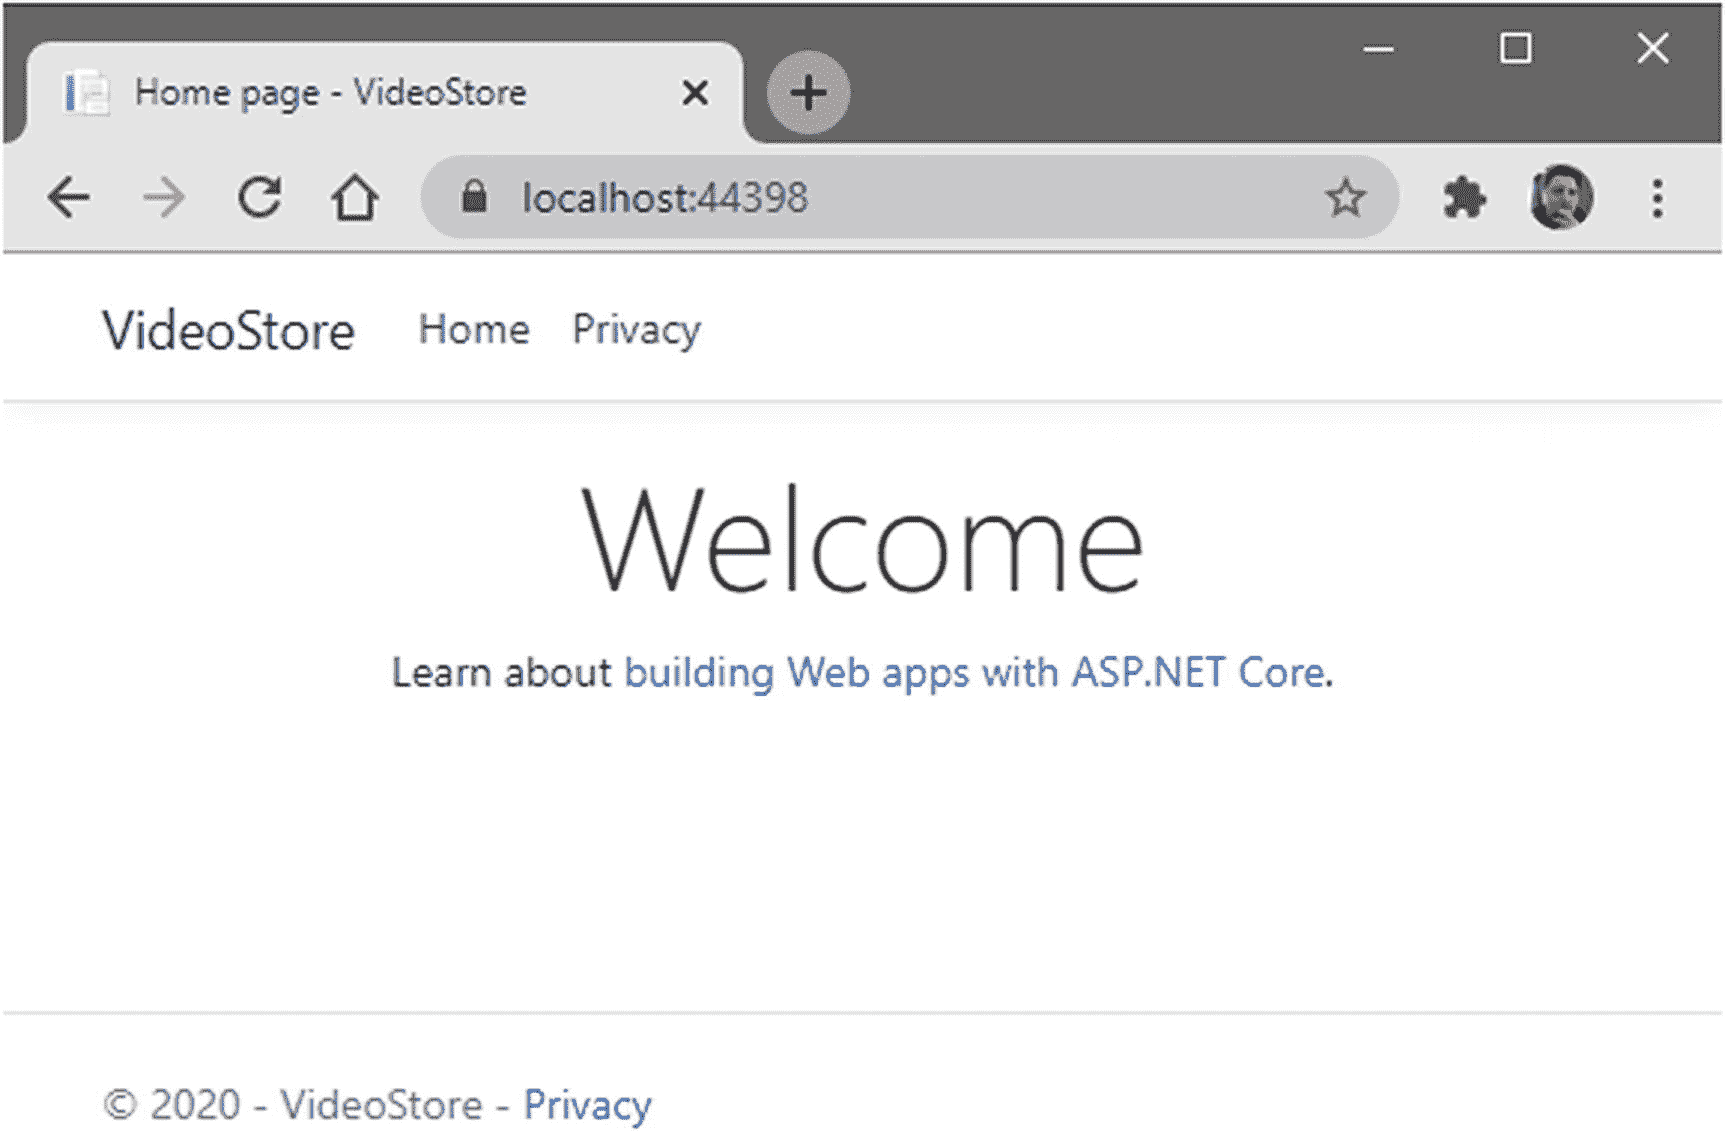 Home page - VideoStore
localhost:44398
VideoStore Home Privacy
Welcome
Learn about building Web apps with ASP.NET Core.
© 2020 - VideoStore - Privacy